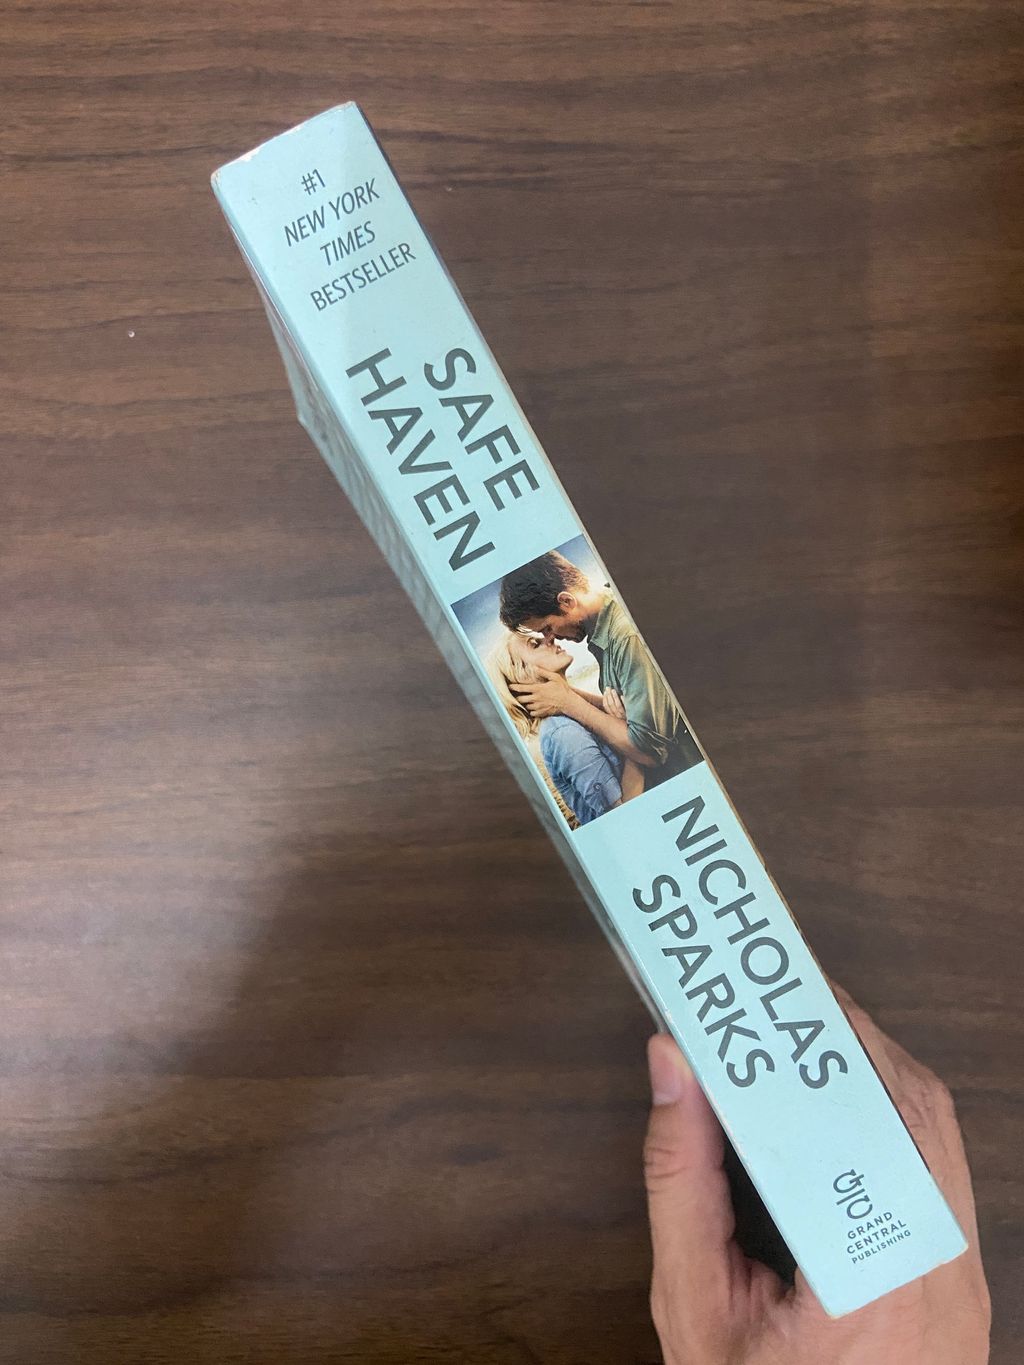 #1
NEW YORK
TIMES
BESTSELLER
SAFE
HAVEN
NICHOLAS
SPARKS
GRAND
CENTRAL
PUBLISHING